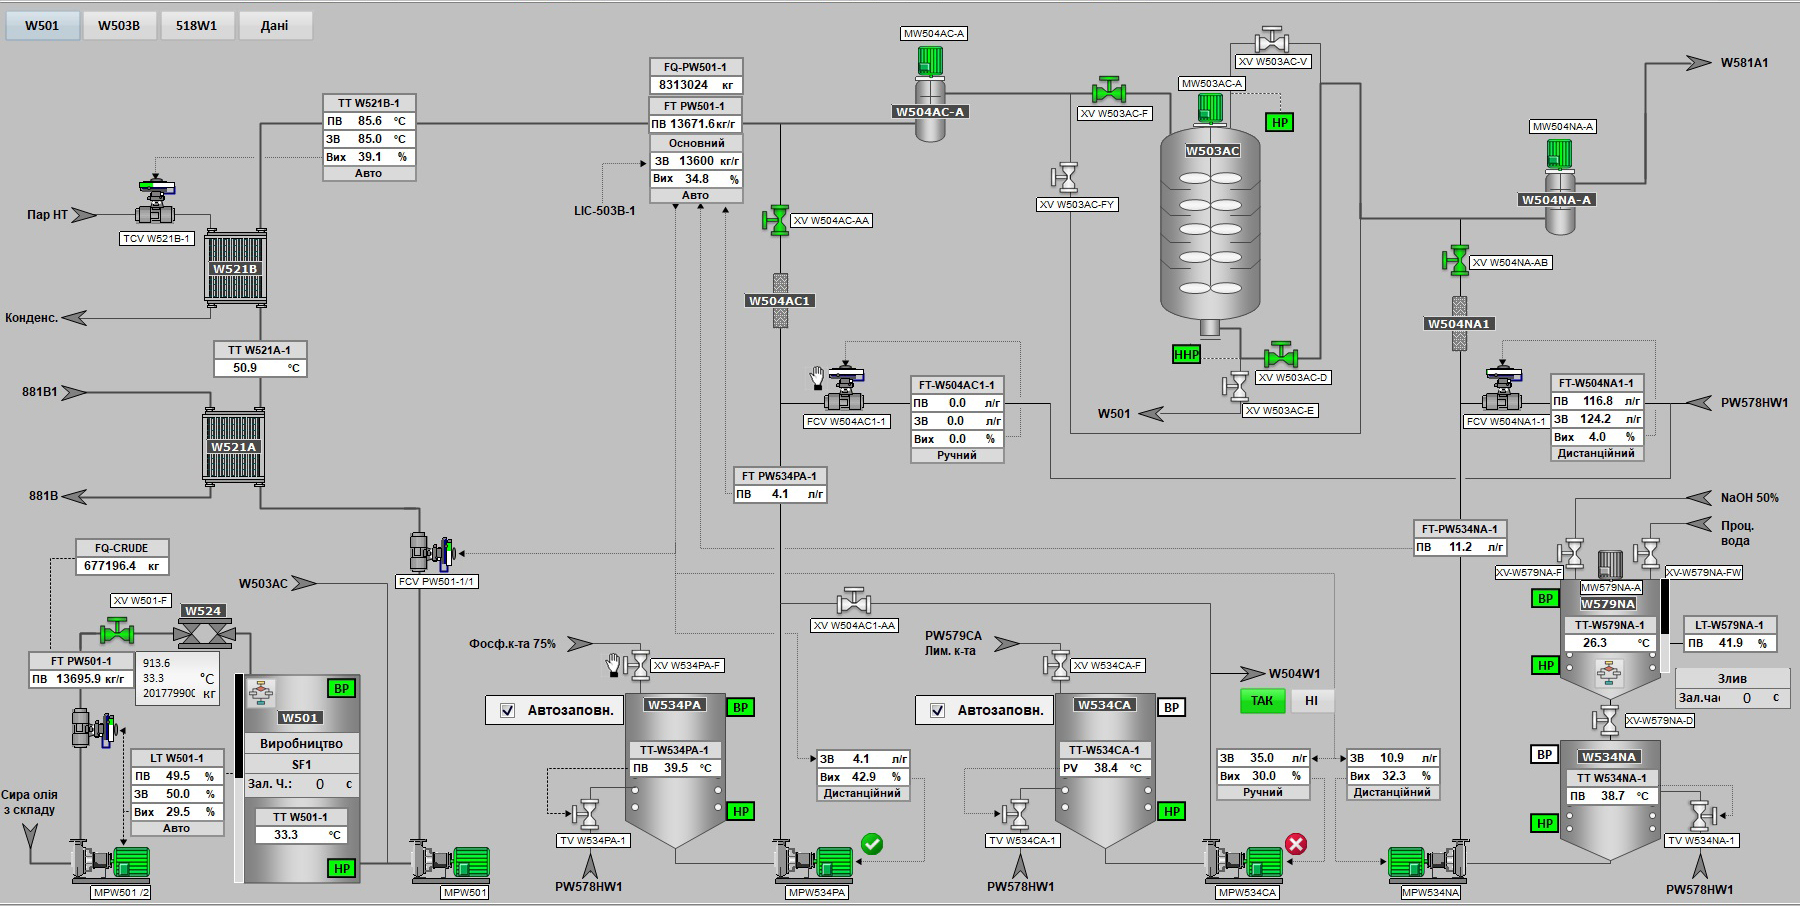 W501
W503B
518W1
Дані
MW504AC-A
W504AC-A
XV W503AC-V
MW503AC-A
XV W503AC-F
HP
W503AC
XV W503AC-FY
HHP
XV W503AC-D
XV W503AC-E
W501
W581A1
MW504NA-A
W504NA-A
XV W504NA-AB
W504NA1
FQ-PW501-1
8313024 кг
FT PW501-1
ПВ 13671.6кг/г
Основний
ЗВ 13600 кг/г
Вих 34.8 %
Авто
LIC-503B-1
TT W521B-1
ПВ 85.6 °C
ЗВ 85.0 °C
Вих 39.1 %
Авто
Пар НТ
TCV W521B-1
W521B
Конденс.
TT W521A-1
50.9 °C
881B1
W521A
881B
XV W504AC-AA
W504AC1
FCV W504AC1-1
FT-W504AC1-1
ПВ 0.0 л/г
ЗВ 0.0 л/г
Вих 0.0 %
Ручний
FCV W504NA1-1
FT-W504NA1-1
ПВ 116.8 л/г
ЗВ 124.2 л/г
Вих 4.0 %
Дистанційний
PW578HW1
FT PW534PA-1
ПВ 4.1 л/г
FT-PW534NA-1
ПВ 11.2 л/г
NaOH 50%
Проц.
вода
FQ-CRUDE
677196.4 кг
W503AC
FCV PW501-1/1
XV W501-F
W524
FT PW501-1
ПВ 13695.9 кг/г
913.6
33.3 °C
201779900 кг
W501
BP
Виробництво
SF1
Зал. Ч.: 0 с
TT W501-1
33.3 °C
HP
LT W501-1
ПВ 49.5 %
ЗВ 50.0 %
Вих 29.5 %
Авто
Сира олія
з складу
MPW501 /2
MPW501
Фосф.к-та 75%
XV W534PA-F
Автозаповн.
W534PA
BP
TT-W534PA-1
ПВ 39.5 °C
HP
TV W534PA-1
PW578HW1
MPW534PA
XV W504AC1-AA
ЗВ 4.1 л/г
Вих 42.9 %
Дистанційний
PW579CA
Лим. к-та
XV W534CA-F
Автозаповн.
W534CA
BP
TT-W534CA-1
PV 38.4 °C
HP
TV W534CA-1
PW578HW1
MPW534CA
W504W1
ТАК
НІ
ЗВ 35.0 л/г
Вих 30.0 %
Ручний
ЗВ 10.9 л/г
Вих 32.3 %
Дистанційний
MPW534NA
XV-W579NA-F
XV-W579NA-FW
MW579NA-A
W579NA
BP
TT-W579NA-1
26.3 °C
HP
LT-W579NA-1
ПВ 41.9 %
Злив
Зал.час 0 с
XV-W579NA-D
BP
W534NA
TT W534NA-1
ПВ 38.7 °C
HP
TV W534NA-1
PW578HW1